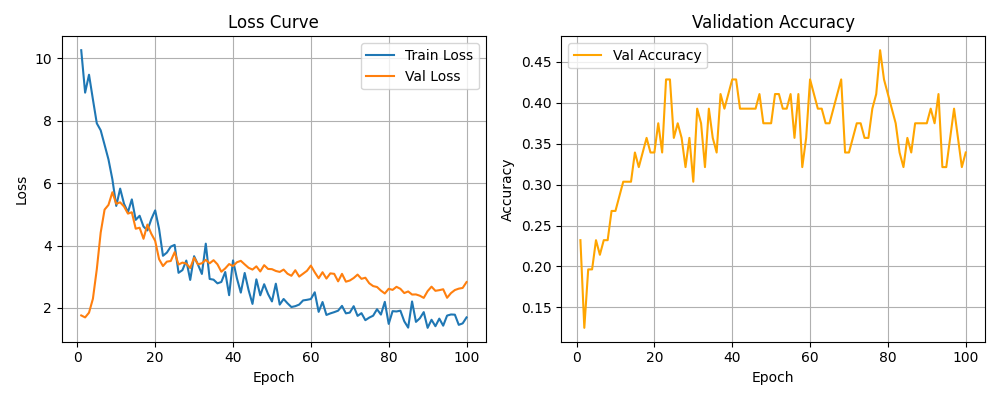 Loss Curve
Train Loss
Val Loss
Loss
10
8
6
4
2
0
20
40
60
80
100
Epoch
Validation Accuracy
Val Accuracy
Accuracy
0.45
0.40
0.35
0.30
0.25
0.20
0.15
0
20
40
60
80
100
Epoch